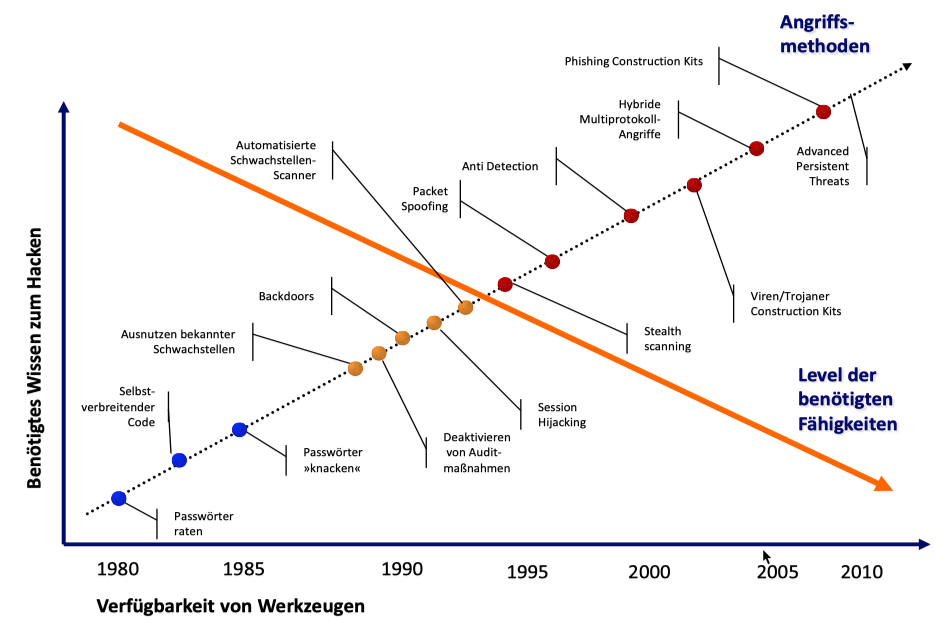 Angriffs-
methoden
Phishing Construction Kits
Hybride
Multiprotokoll-
Angriffe
Automatisierte
Schwachstellen-
Scanner
Anti Detection
Advanced
Persistent
Threats
Packet
Spoofing
Benötigtes Wissen zum Hacken
Backdoors
Viren/Trojaner
Construction Kits
Ausnutzen bekannter
Schwachstellen
Stealth
scanning
Level der
benötigten
Fähigkeiten
Selbst-
verbreitender
Code
Session
Hijacking
Deaktivieren
von Audit-
maßnahmen
Passwörter
»knacken«
Passwörter
raten
1980 1985 1990 1995 2000 2005 2010
Verfügbarkeit von Werkzeugen